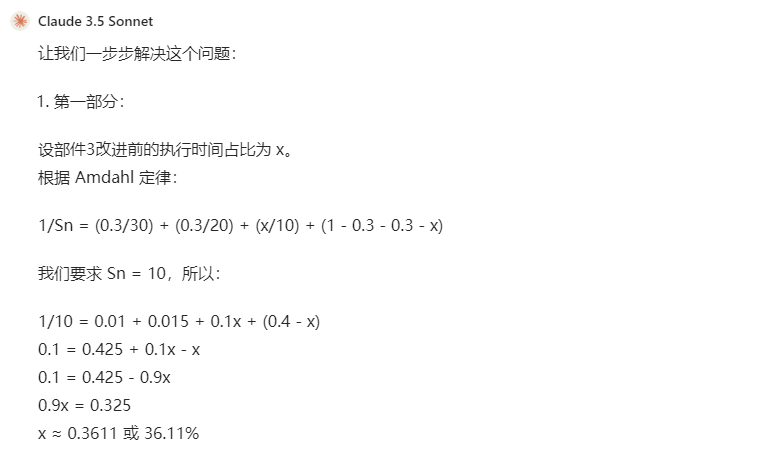 Claude 3.5 Sonnet
让我们一步步解决这个问题：
1. 第一部分：
设部件3改进前的执行时间占比为 x。
根据 Amdahl 定律：
1/Sn = (0.3/30) + (0.3/20) + (x/10) + (1 - 0.3 - 0.3 - x)
我们要求 Sn = 10，所以：
1/10 = 0.01 + 0.015 + 0.1x + (0.4 - x)
0.1 = 0.425 + 0.1x - x
0.1 = 0.425 - 0.9x
0.9x = 0.325
x ≈ 0.3611 或 36.11%